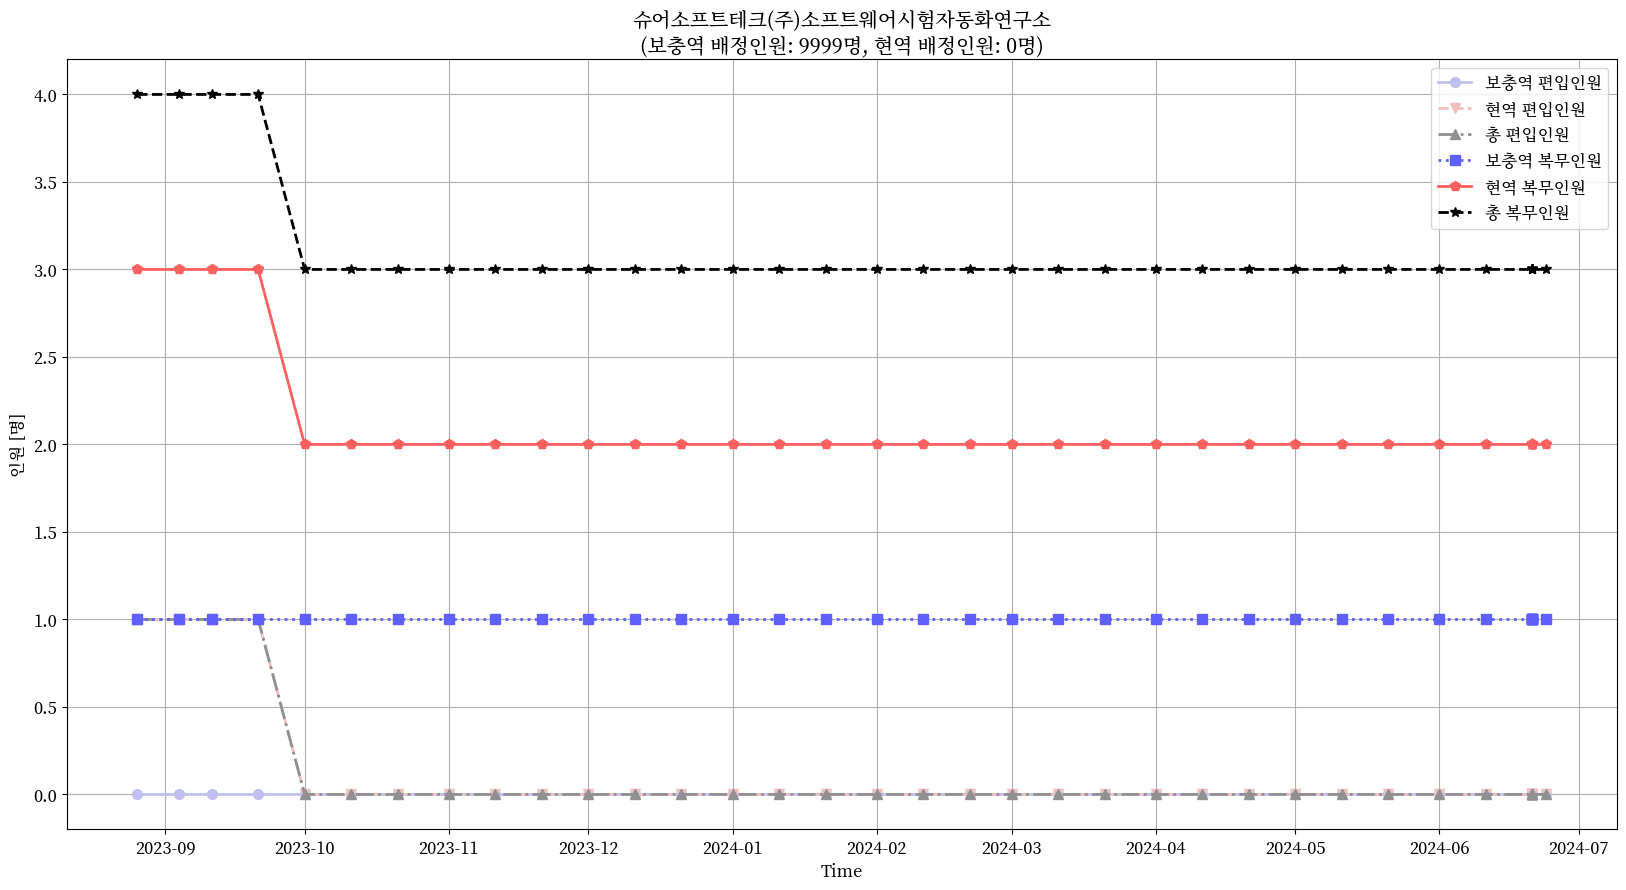 슈어소프트테크(주)소프트웨어시험자동화연구소
(보충역 배정인원: 9999명, 현역 배정인원: 0명)
보충역 편입인원
현역 편입인원
총 편입인원
보충역 복무인원
현역 복무인원
총 복무인원
인원 [명]
4.0
3.5
3.0
2.5
2.0
1.5
1.0
0.5
0.0
2023-09 2023-10 2023-11 2023-12 2024-01 2024-02 2024-03 2024-04 2024-05 2024-06 2024-07
Time